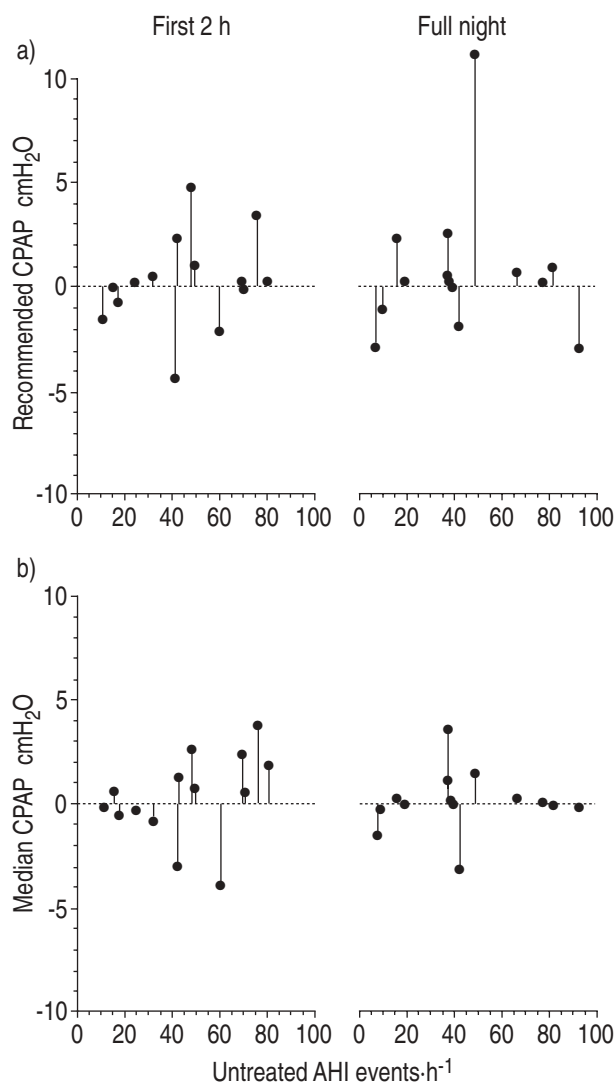 First 2 h Full night
a)
Recommended CPAP cmH2O
10
5
0
-5
-10
0 20 40 60 80 100 0 20 40 60 80 100
b)
Median CPAP cmH2O
10
5
0
-5
-10
0 20 40 60 80 100 0 20 40 60 80 100
Untreated AHI events·h-1